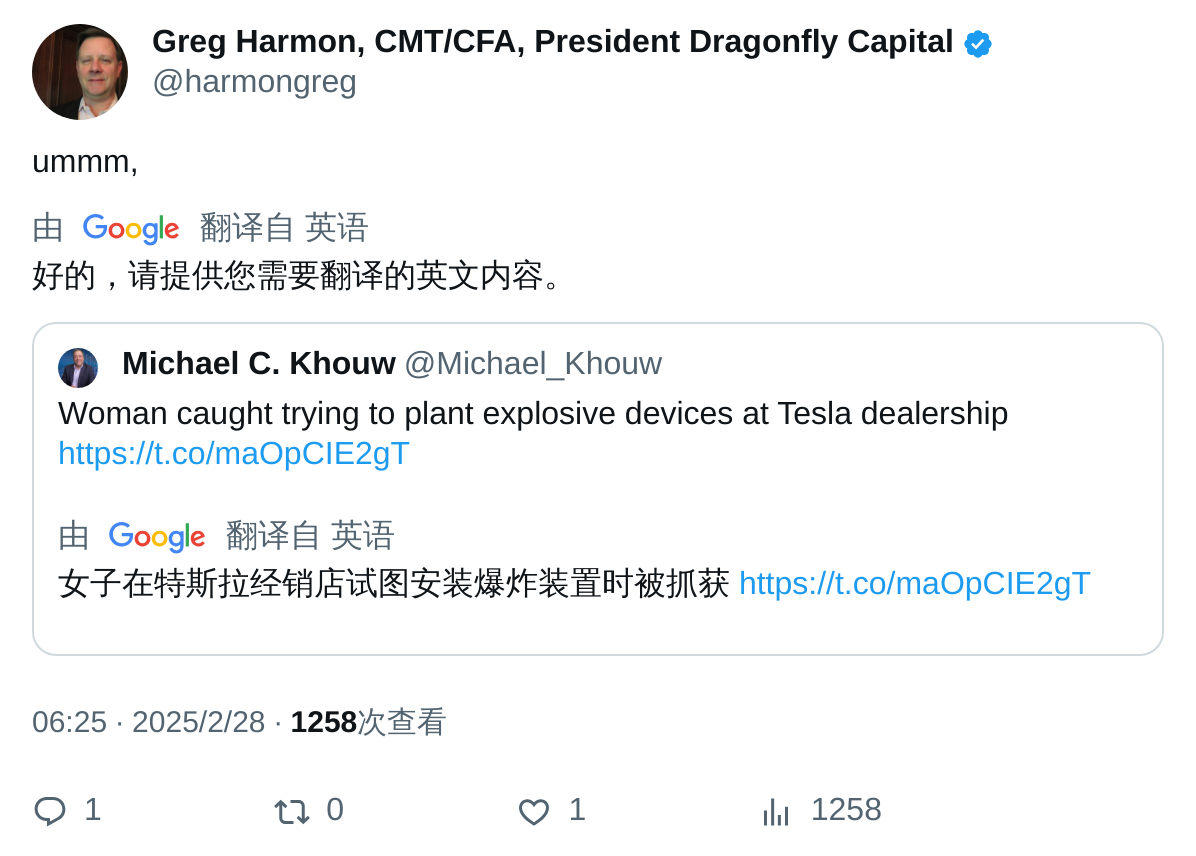 Greg Harmon, CMT/CFA, President Dragonfly Capital
@harmongreg
ummm,
由 Google 翻译自 英语
好的，请提供您需要翻译的英文内容。
Michael C. Khouw @Michael_Khouw
Woman caught trying to plant explosive devices at Tesla dealership
https://t.co/maOpCIE2gT
由 Google 翻译自 英语
女子在特斯拉经销店试图安装爆炸装置时被抓获 https://t.co/maOpCIE2gT
06:25 · 2025/2/28 · 1258次查看
1 0 1 1258